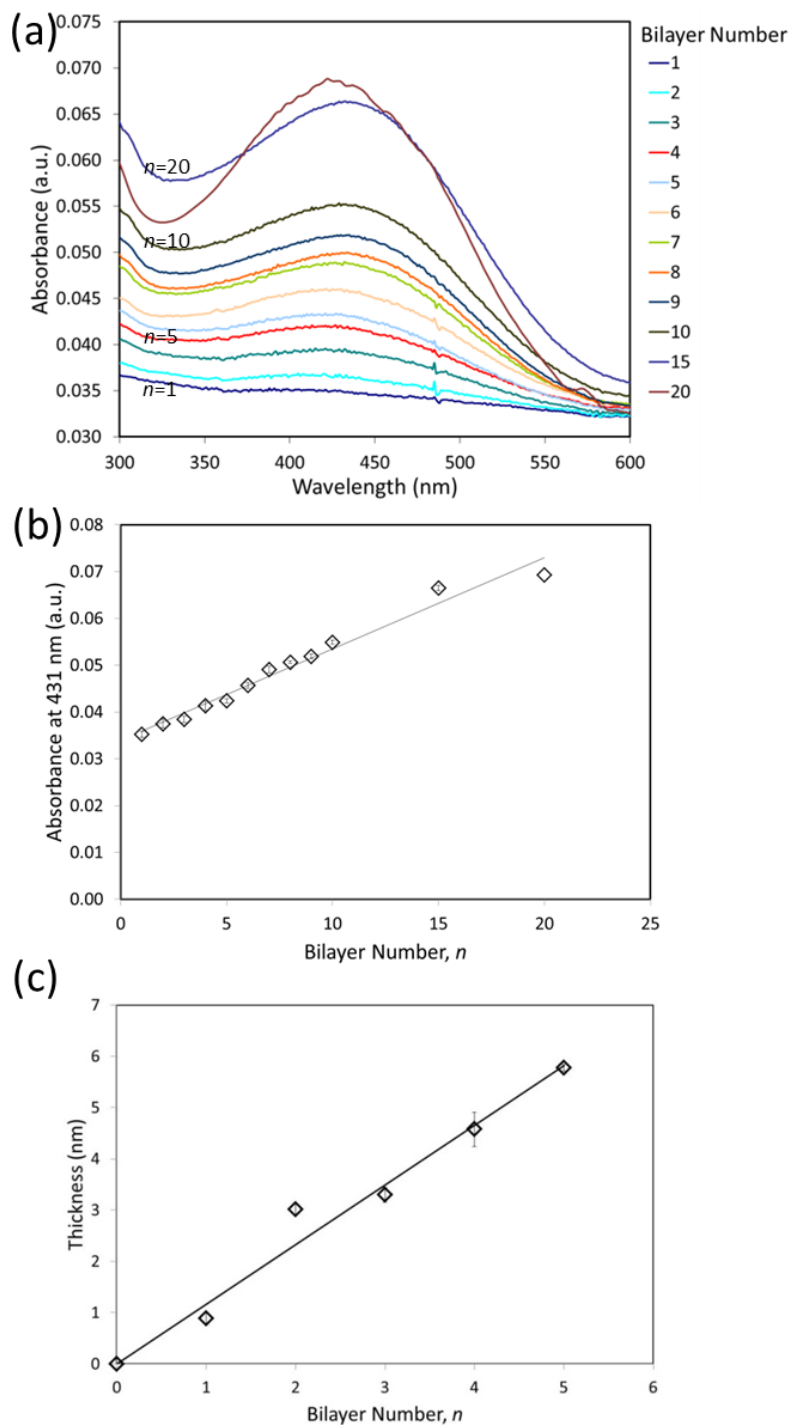 (a)
Absorbance (a.u.)
0.075
0.070
0.065
0.060
0.055
0.050
0.045
0.040
0.035
0.030
n=20
n=10
n=5
n=1
300 350 400 450 500 550 600
Wavelength (nm)
Bilayer Number
1
2
3
4
5
6
7
8
9
10
15
20
(b)
Absorbance at 431 nm (a.u.)
0.08
0.07
0.06
0.05
0.04
0.03
0.02
0.01
0.00
0 5 10 15 20 25
Bilayer Number, n
(c)
Thickness (nm)
7
6
5
4
3
2
1
0
0 1 2 3 4 5 6
Bilayer Number, n